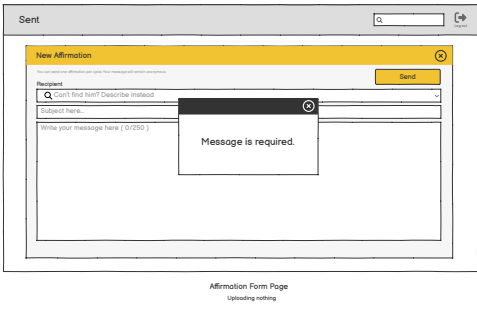 Sent
Log Out
New Affirmation
You can send one affirmation per cycle. Your message will remain anonymous.
Send
Recipient
Can't find him? Describe instead
Subject here..
Write your message here ( 0/250 )
Message is required.
Affirmation Form Page
Uploading nothing